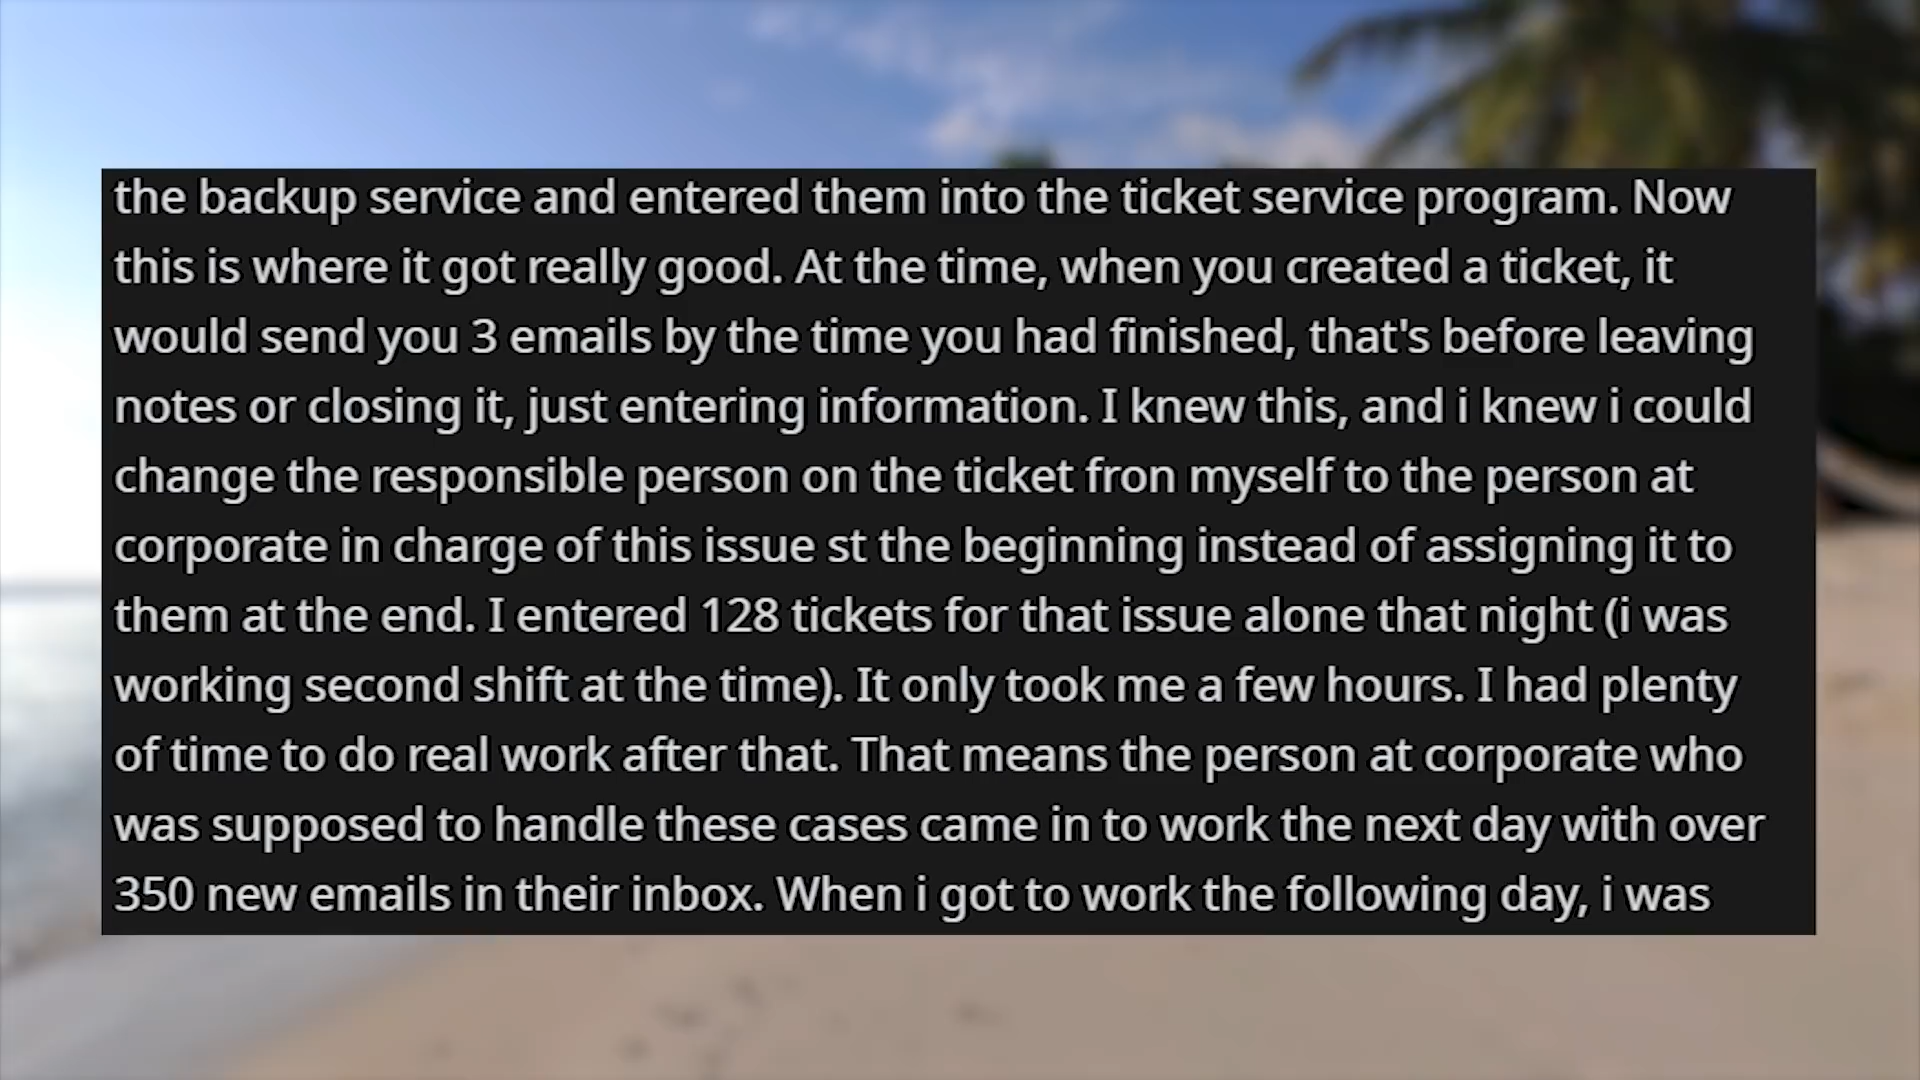 the backup service and entered them into the ticket service program. Now
this is where it got really good. At the time, when you created a ticket, it
would send you 3 emails by the time you had finished, that's before leaving
notes or closing it, just entering information. I knew this, and i knew i could
change the responsible person on the ticket fron myself to the person at
corporate in charge of this issue st the beginning instead of assigning it to
them at the end. I entered 128 tickets for that issue alone that night (i was
working second shift at the time). It only took me a few hours. I had plenty
of time to do real work after that. That means the person at corporate who
was supposed to handle these cases came in to work the next day with over
350 new emails in their inbox. When i got to work the following day, i was